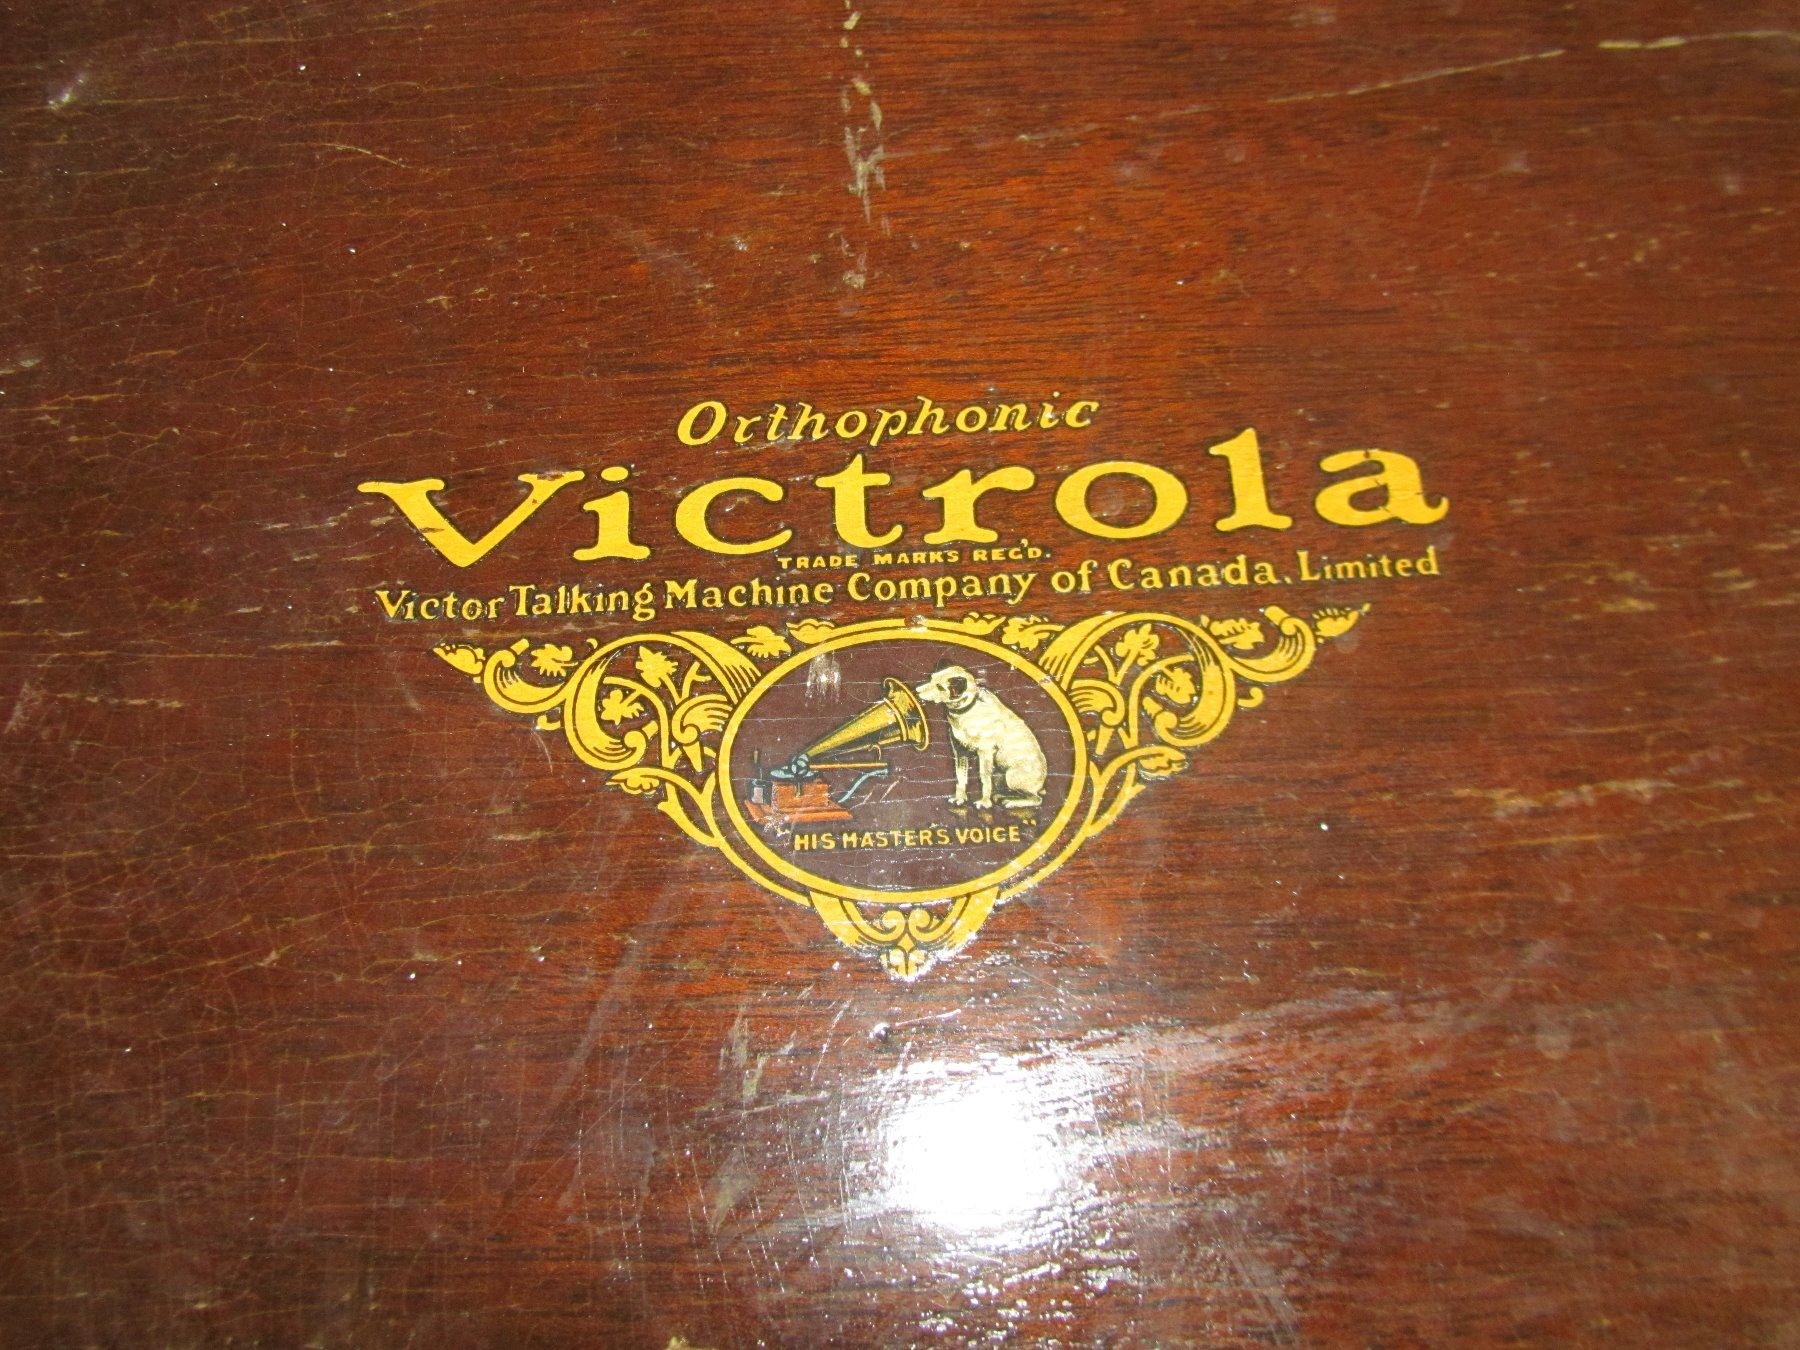 Orthophonic
Victrola
TRADE MARKS REG'D.
Victor Talking Machine Company of Canada, Limited
"HIS MASTER'S VOICE"